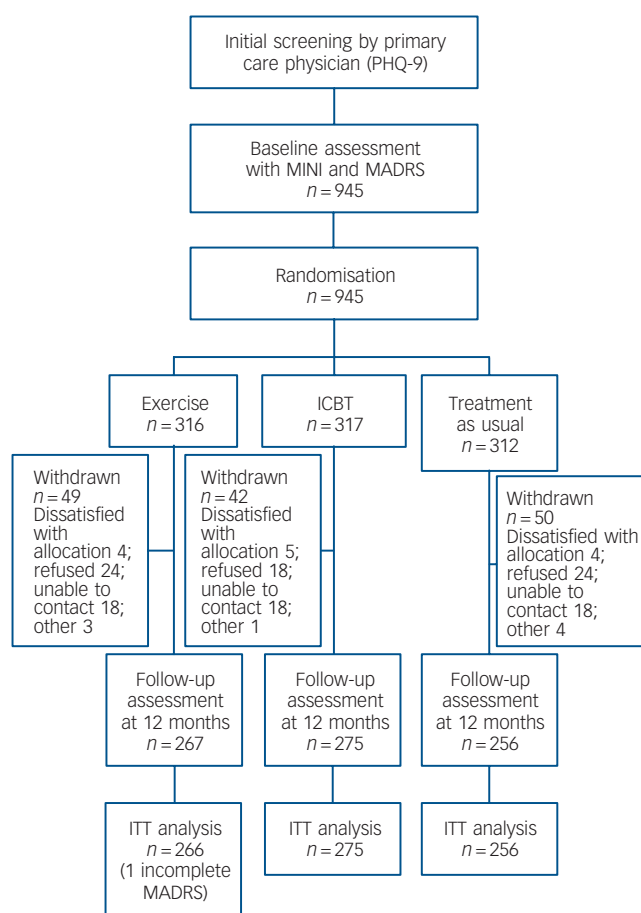 Initial screening by primary
care physician (PHQ-9)
Baseline assessment
with MINI and MADRS
n = 945
Randomisation
n = 945
Exercise
n = 316
ICBT
n = 317
Treatment
as usual
n = 312
Withdrawn
n = 49
Dissatisfied
with
allocation 4;
refused 24;
unable to
contact 18;
other 3
Withdrawn
n = 42
Dissatisfied
with
allocation 5;
refused 18;
unable to
contact 18;
other 1
Withdrawn
n = 50
Dissatisfied with
allocation 4;
refused 24;
unable to
contact 18;
other 4
Follow-up
assessment
at 12 months
n = 267
Follow-up
assessment
at 12 months
n = 275
Follow-up
assessment
at 12 months
n = 256
ITT analysis
n = 266
(1 incomplete
MADRS)
ITT analysis
n = 275
ITT analysis
n = 256